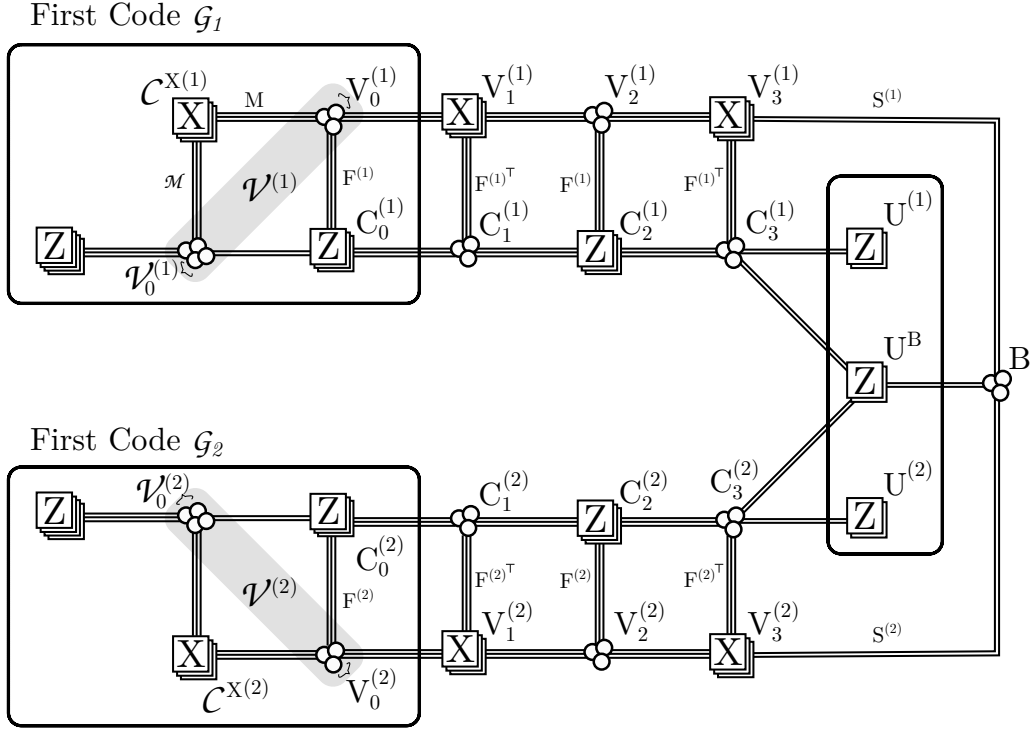 First Code 𝒢₁
𝒞^X(1) M V₀^(1) V₁^(1) V₂^(1) V₃^(1) S^(1)
X X X
ℳ 𝒱^(1) F^(1) F^(1)ᵀ F^(1) F^(1)ᵀ
C₀^(1) C₁^(1) C₂^(1) C₃^(1) U^(1)
Z Z Z Z
𝒱₀^(1)
U^B B
Z
First Code 𝒢₂
𝒱₀^(2) C₁^(2) C₂^(2) C₃^(2) U^(2)
Z Z Z Z
C₀^(2)
𝒱^(2) F^(2) F^(2)ᵀ F^(2) F^(2)ᵀ
V₁^(2) V₂^(2) V₃^(2) S^(2)
X X X
𝒞^X(2) V₀^(2)